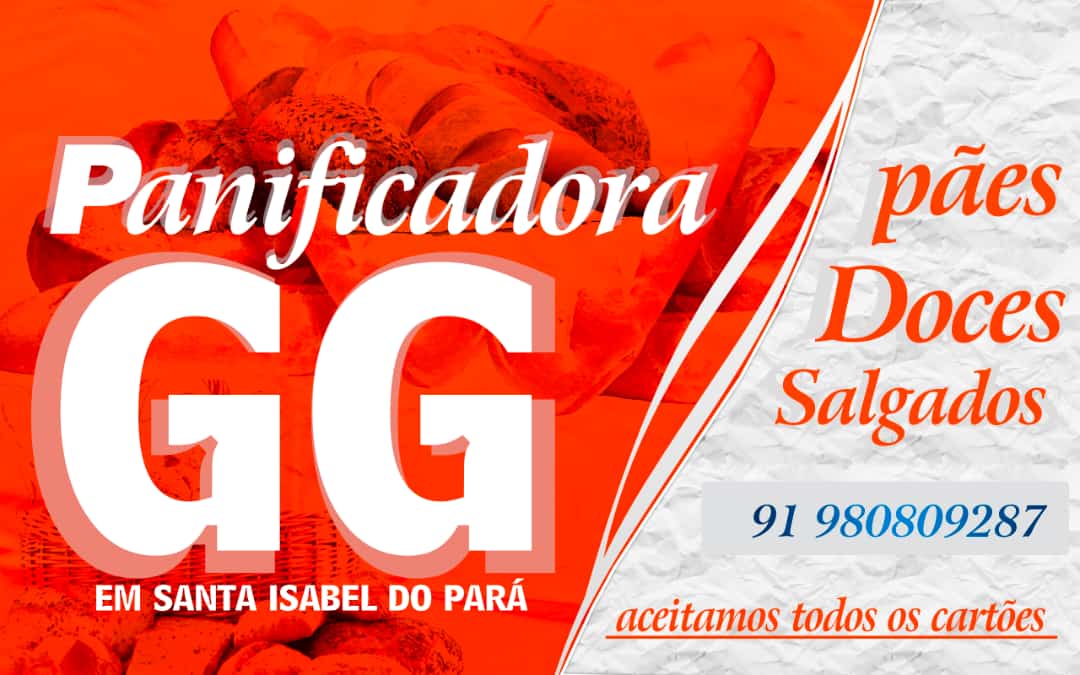 Panificadora
GG
EM SANTA ISABEL DO PARÁ
pães
Doces
Salgados
91 980809287
aceitamos todos os cartões